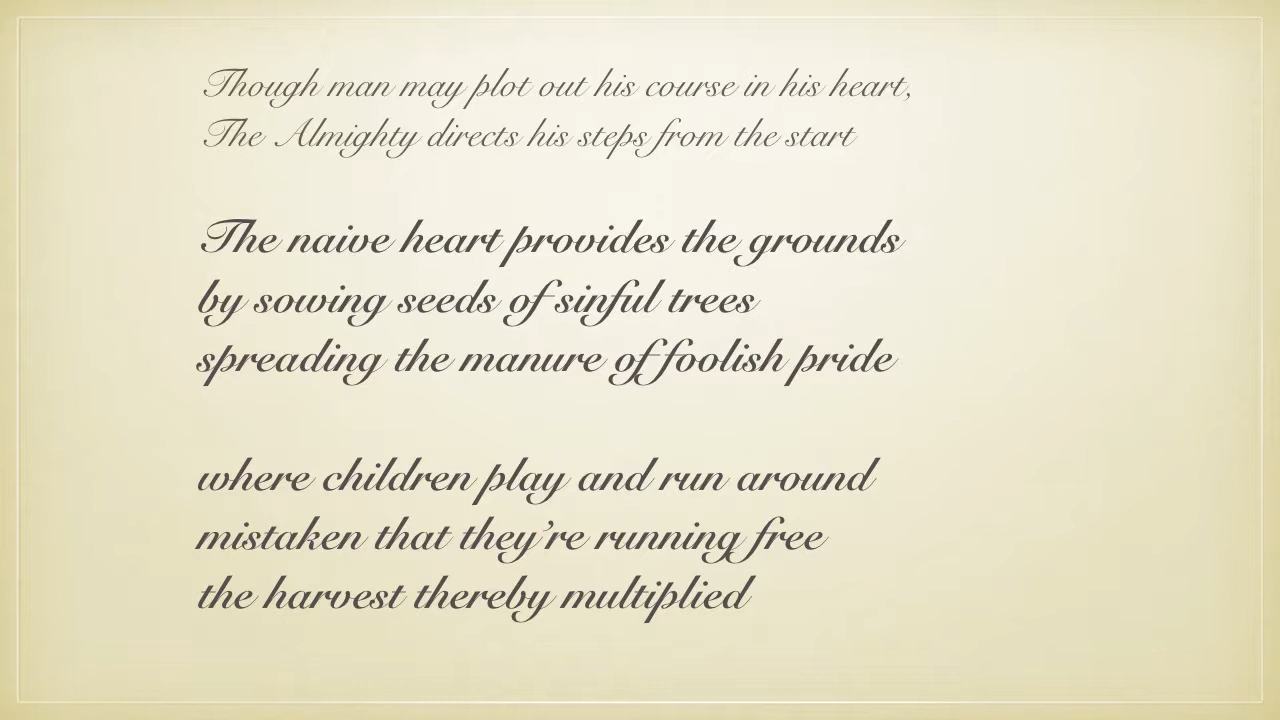 Though man may plot out his course in his heart,
The Almighty directs his steps from the start
The naive heart provides the grounds
by sowing seeds of sinful trees
spreading the manure of foolish pride
where children play and run around
mistaken that they’re running free
the harvest thereby multiplied